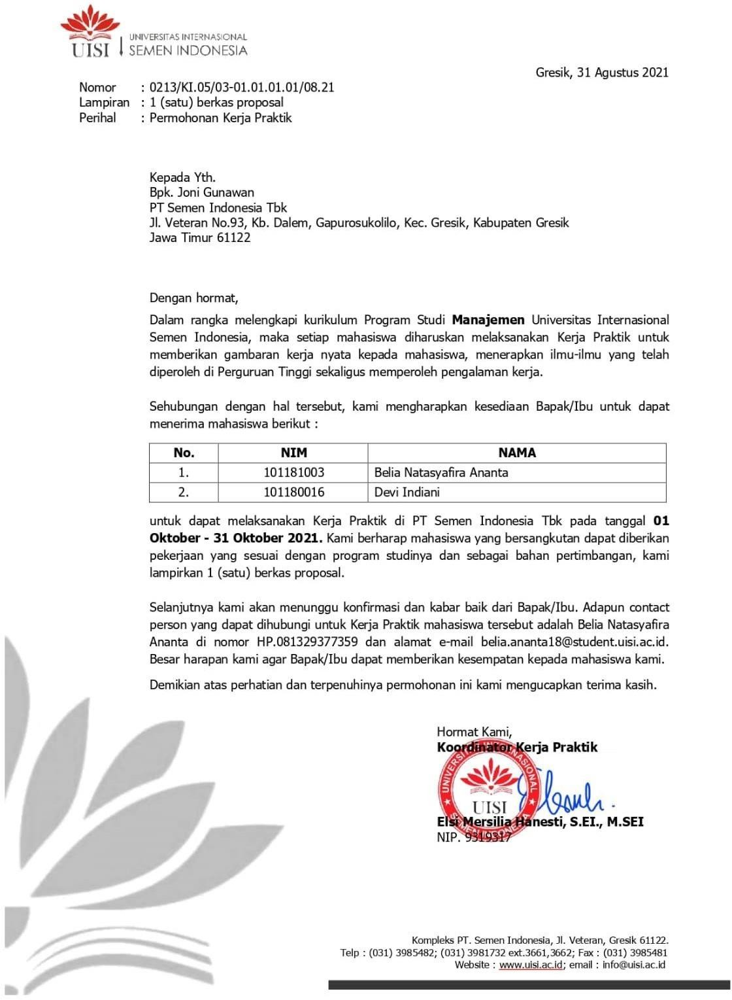 UISI
UNIVERSITAS INTERNASIONAL
SEMEN INDONESIA
Gresik, 31 Agustus 2021
Nomor : 0213/KI.05/03-01.01.01.01/08.21
Lampiran : 1 (satu) berkas proposal
Perihal : Permohonan Kerja Praktik
Kepada Yth.
Bpk. Joni Gunawan
PT Semen Indonesia Tbk
Jl. Veteran No.93, Kb. Dalem, Gapurosukolilo, Kec. Gresik, Kabupaten Gresik
Jawa Timur 61122
Dengan hormat,
Dalam rangka melengkapi kurikulum Program Studi Manajemen Universitas Internasional
Semen Indonesia, maka setiap mahasiswa diharuskan melaksanakan Kerja Praktik untuk
memberikan gambaran kerja nyata kepada mahasiswa, menerapkan ilmu-ilmu yang telah
diperoleh di Perguruan Tinggi sekaligus memperoleh pengalaman kerja.
Sehubungan dengan hal tersebut, kami mengharapkan kesediaan Bapak/Ibu untuk dapat
menerima mahasiswa berikut :
No. NIM NAMA
1. 101181003 Belia Natasyafira Ananta
2. 101180016 Devi Indiani
untuk dapat melaksanakan Kerja Praktik di PT Semen Indonesia Tbk pada tanggal 01
Oktober - 31 Oktober 2021. Kami berharap mahasiswa yang bersangkutan dapat diberikan
pekerjaan yang sesuai dengan program studinya dan sebagai bahan pertimbangan, kami
lampirkan 1 (satu) berkas proposal.
Selanjutnya kami akan menunggu konfirmasi dan kabar baik dari Bapak/Ibu. Adapun contact
person yang dapat dihubungi untuk Kerja Praktik mahasiswa tersebut adalah Belia Natasyafira
Ananta di nomor HP.081329377359 dan alamat e-mail belia.ananta18@student.uisi.ac.id.
Besar harapan kami agar Bapak/Ibu dapat memberikan kesempatan kepada mahasiswa kami.
Demikian atas perhatian dan terpenuhinya permohonan ini kami mengucapkan terima kasih.
Hormat Kami,
Koordinator Kerja Praktik
UNIVERSITAS INTERNASIONAL
UISI
SEMEN INDONESIA
Elsi Mersilia Hanesti, S.EI., M.SEI
NIP. 9319317
Kompleks PT. Semen Indonesia, Jl. Veteran, Gresik 61122.
Telp : (031) 3985482; (031) 3981732 ext.3661,3662; Fax : (031) 3985481
Website : www.uisi.ac.id; email : info@uisi.ac.id